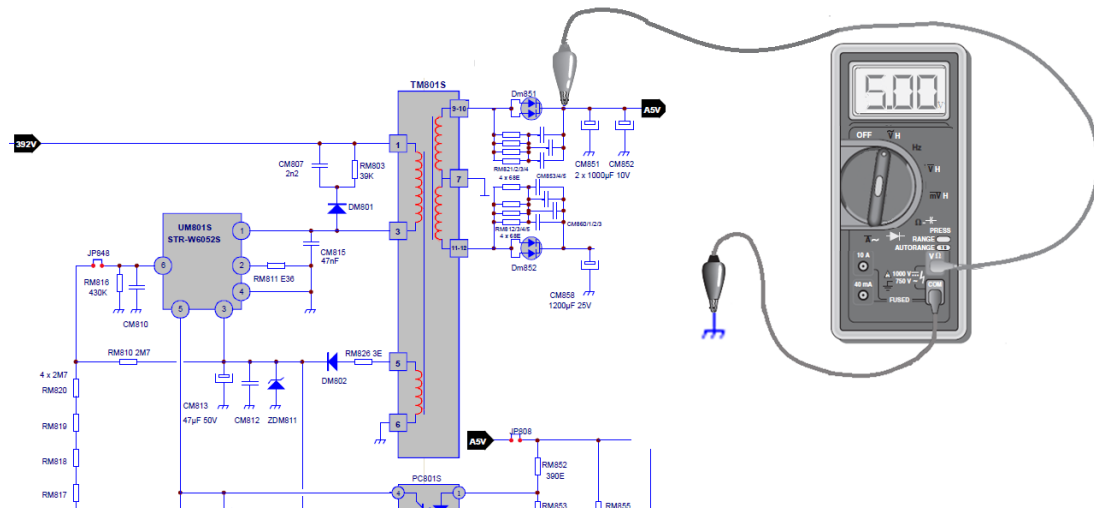 TM801S
392V
1
CM807
2n2
RM803
39K
DM801
3
UM801S
STR-W6052S
1
2
4
6
5
3
CM815
47nF
RM811 E36
JP848
RM816
430K
CM810
RM810 2M7
4 x 2M7
RM820
RM819
RM818
RM817
CM813
47µF 50V
CM812
ZDM811
DM802
RM826 3E
5
6
9-10
7
11-12
Dm851
RM821/2/3/4
4 x 68E
CM853/4/5
CM851
CM852
2 x 1000µF 10V
A5V
RM812/3/4/5
4 x 68E
CM860/1/2/3
Dm852
CM858
1200µF 25V
A5V
JP808
RM852
390E
RM853
RM855
PC801S
4
1
5.00
V
OFF
V H
Hz
V H
mV H
Ω
PRESS
RANGE
AUTORANGE
10 A
40 mA
V Ω
1000 V
750 V
COM
FUSED